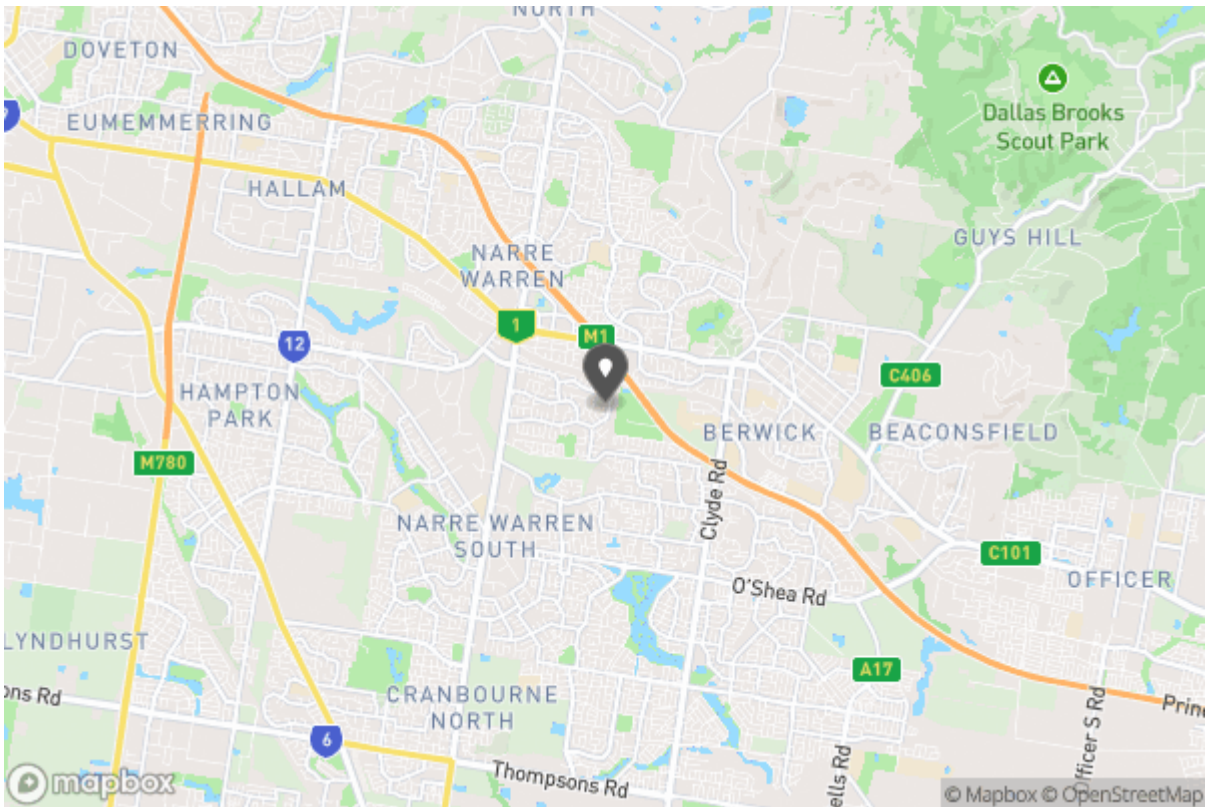 NORTH
DOVETON
Dallas Brooks
Scout Park
EUMEMMERRING
HALLAM
GUYS HILL
NARRE
WARREN
1
M1
12
C406
HAMPTON
PARK
BERWICK
BEACONSFIELD
M780
Clyde Rd
NARRE WARREN
SOUTH
C101
OFFICER
O'Shea Rd
LYNDHURST
A17
CRANBOURNE
NORTH
ons Rd
Princ
6
Officer S Rd
Thompsons Rd
ells Rd
mapbox
© Mapbox © OpenStreetMap